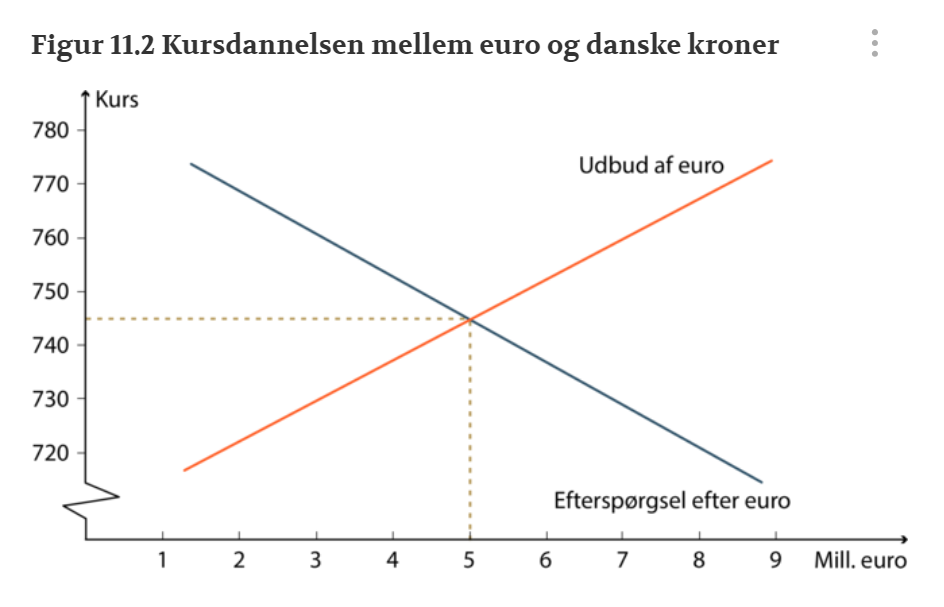 Figur 11.2 Kursdannelsen mellem euro og danske kroner
Kurs
780
770
760
750
740
730
720
Udbud af euro
Efterspørgsel efter euro
1 2 3 4 5 6 7 8 9 Mill. euro